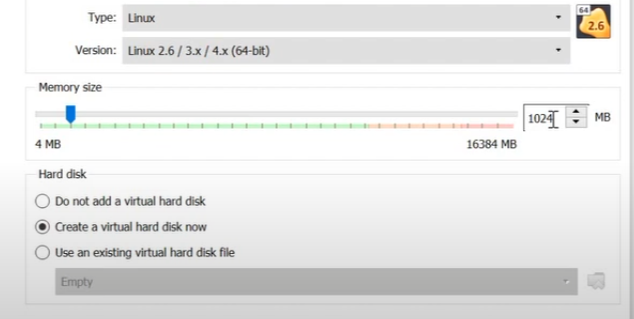 Type: Linux
64
2.6
Version: Linux 2.6 / 3.x / 4.x (64-bit)
Memory size
1024 MB
4 MB 16384 MB
Hard disk
Do not add a virtual hard disk
Create a virtual hard disk now
Use an existing virtual hard disk file
Empty